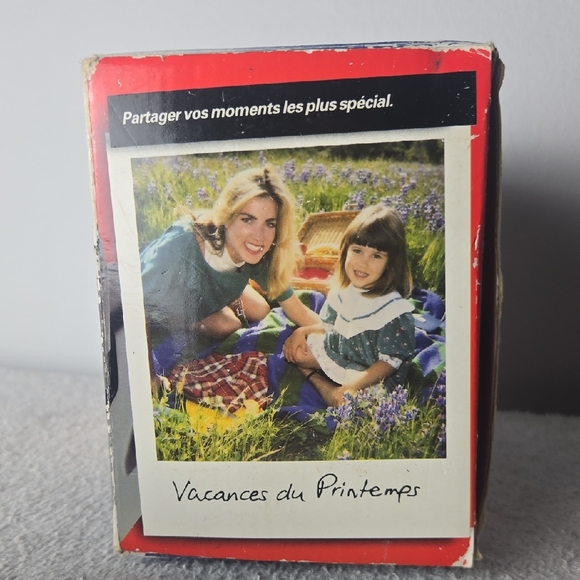 Partager vos moments les plus spécial.
Vacances du Printemps